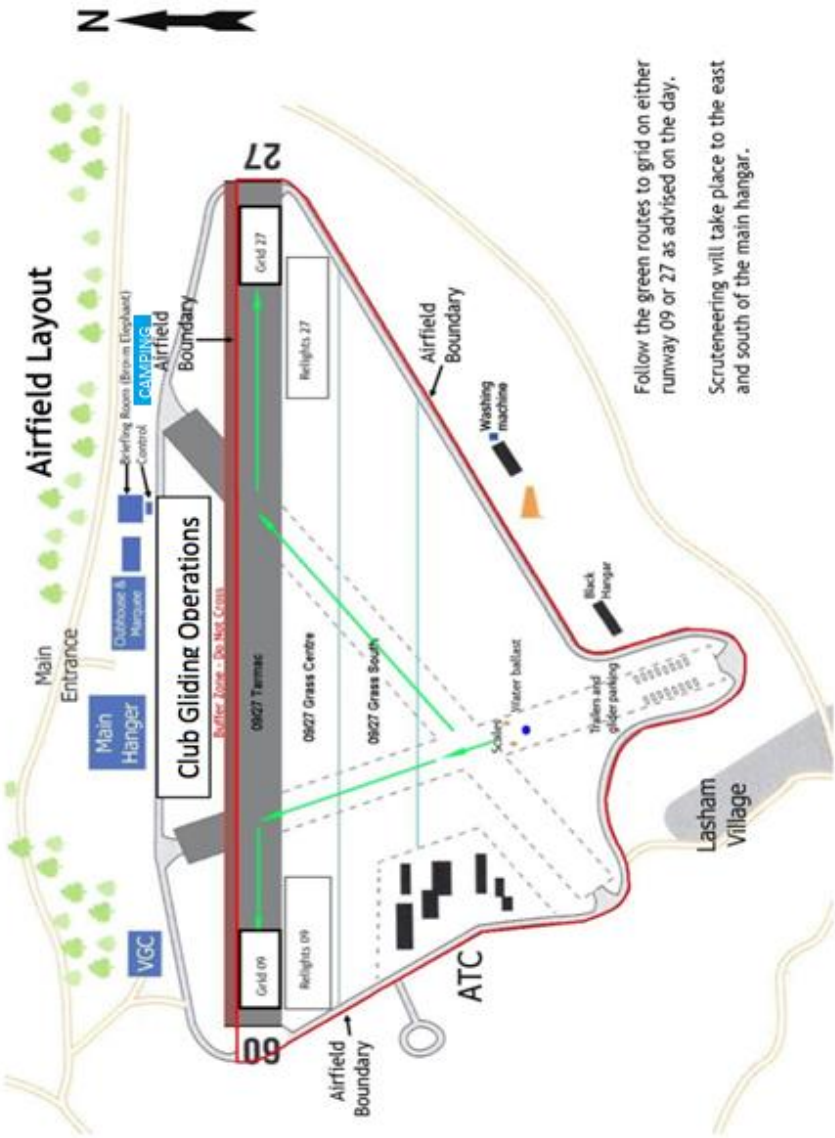 Airfield Layout
N
Main
Entrance
Main
Hanger
VGC
Clubhouse &
Marquee
Briefing Room (Brown Elephant)
Control
CAMPING
Airfield
Boundary
Club Gliding Operations
Buffer Zone - Do Not Cross
09
27
Grid 09
09/27 Tarmac
Grid 27
Relights 09
09/27 Grass Centre
Relights 27
09/27 Grass South
Airfield
Boundary
Airfield
Boundary
ATC
Scales
Water ballast
Washing
machine
Black
Hangar
Trailers and
glider parking
Lasham
Village
Follow the green routes to grid on either
runway 09 or 27 as advised on the day.
Scruteneering will take place to the east
and south of the main hangar.